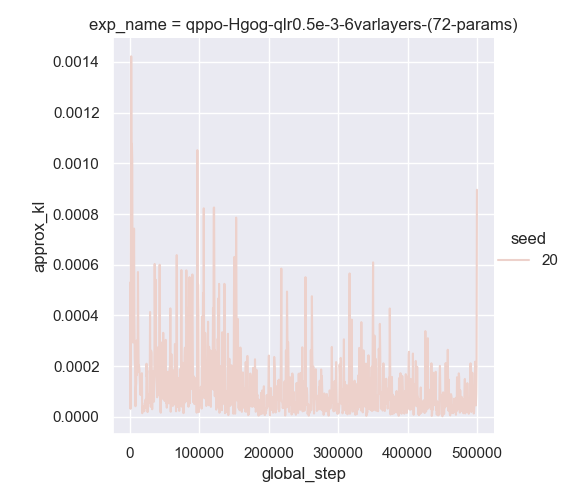 exp_name = qppo-Hgog-qlr0.5e-3-6varlayers-(72-params)
0.0014
0.0012
0.0010
0.0008
0.0006
0.0004
0.0002
0.0000
approx_kl
0 100000 200000 300000 400000 500000
global_step
seed
20